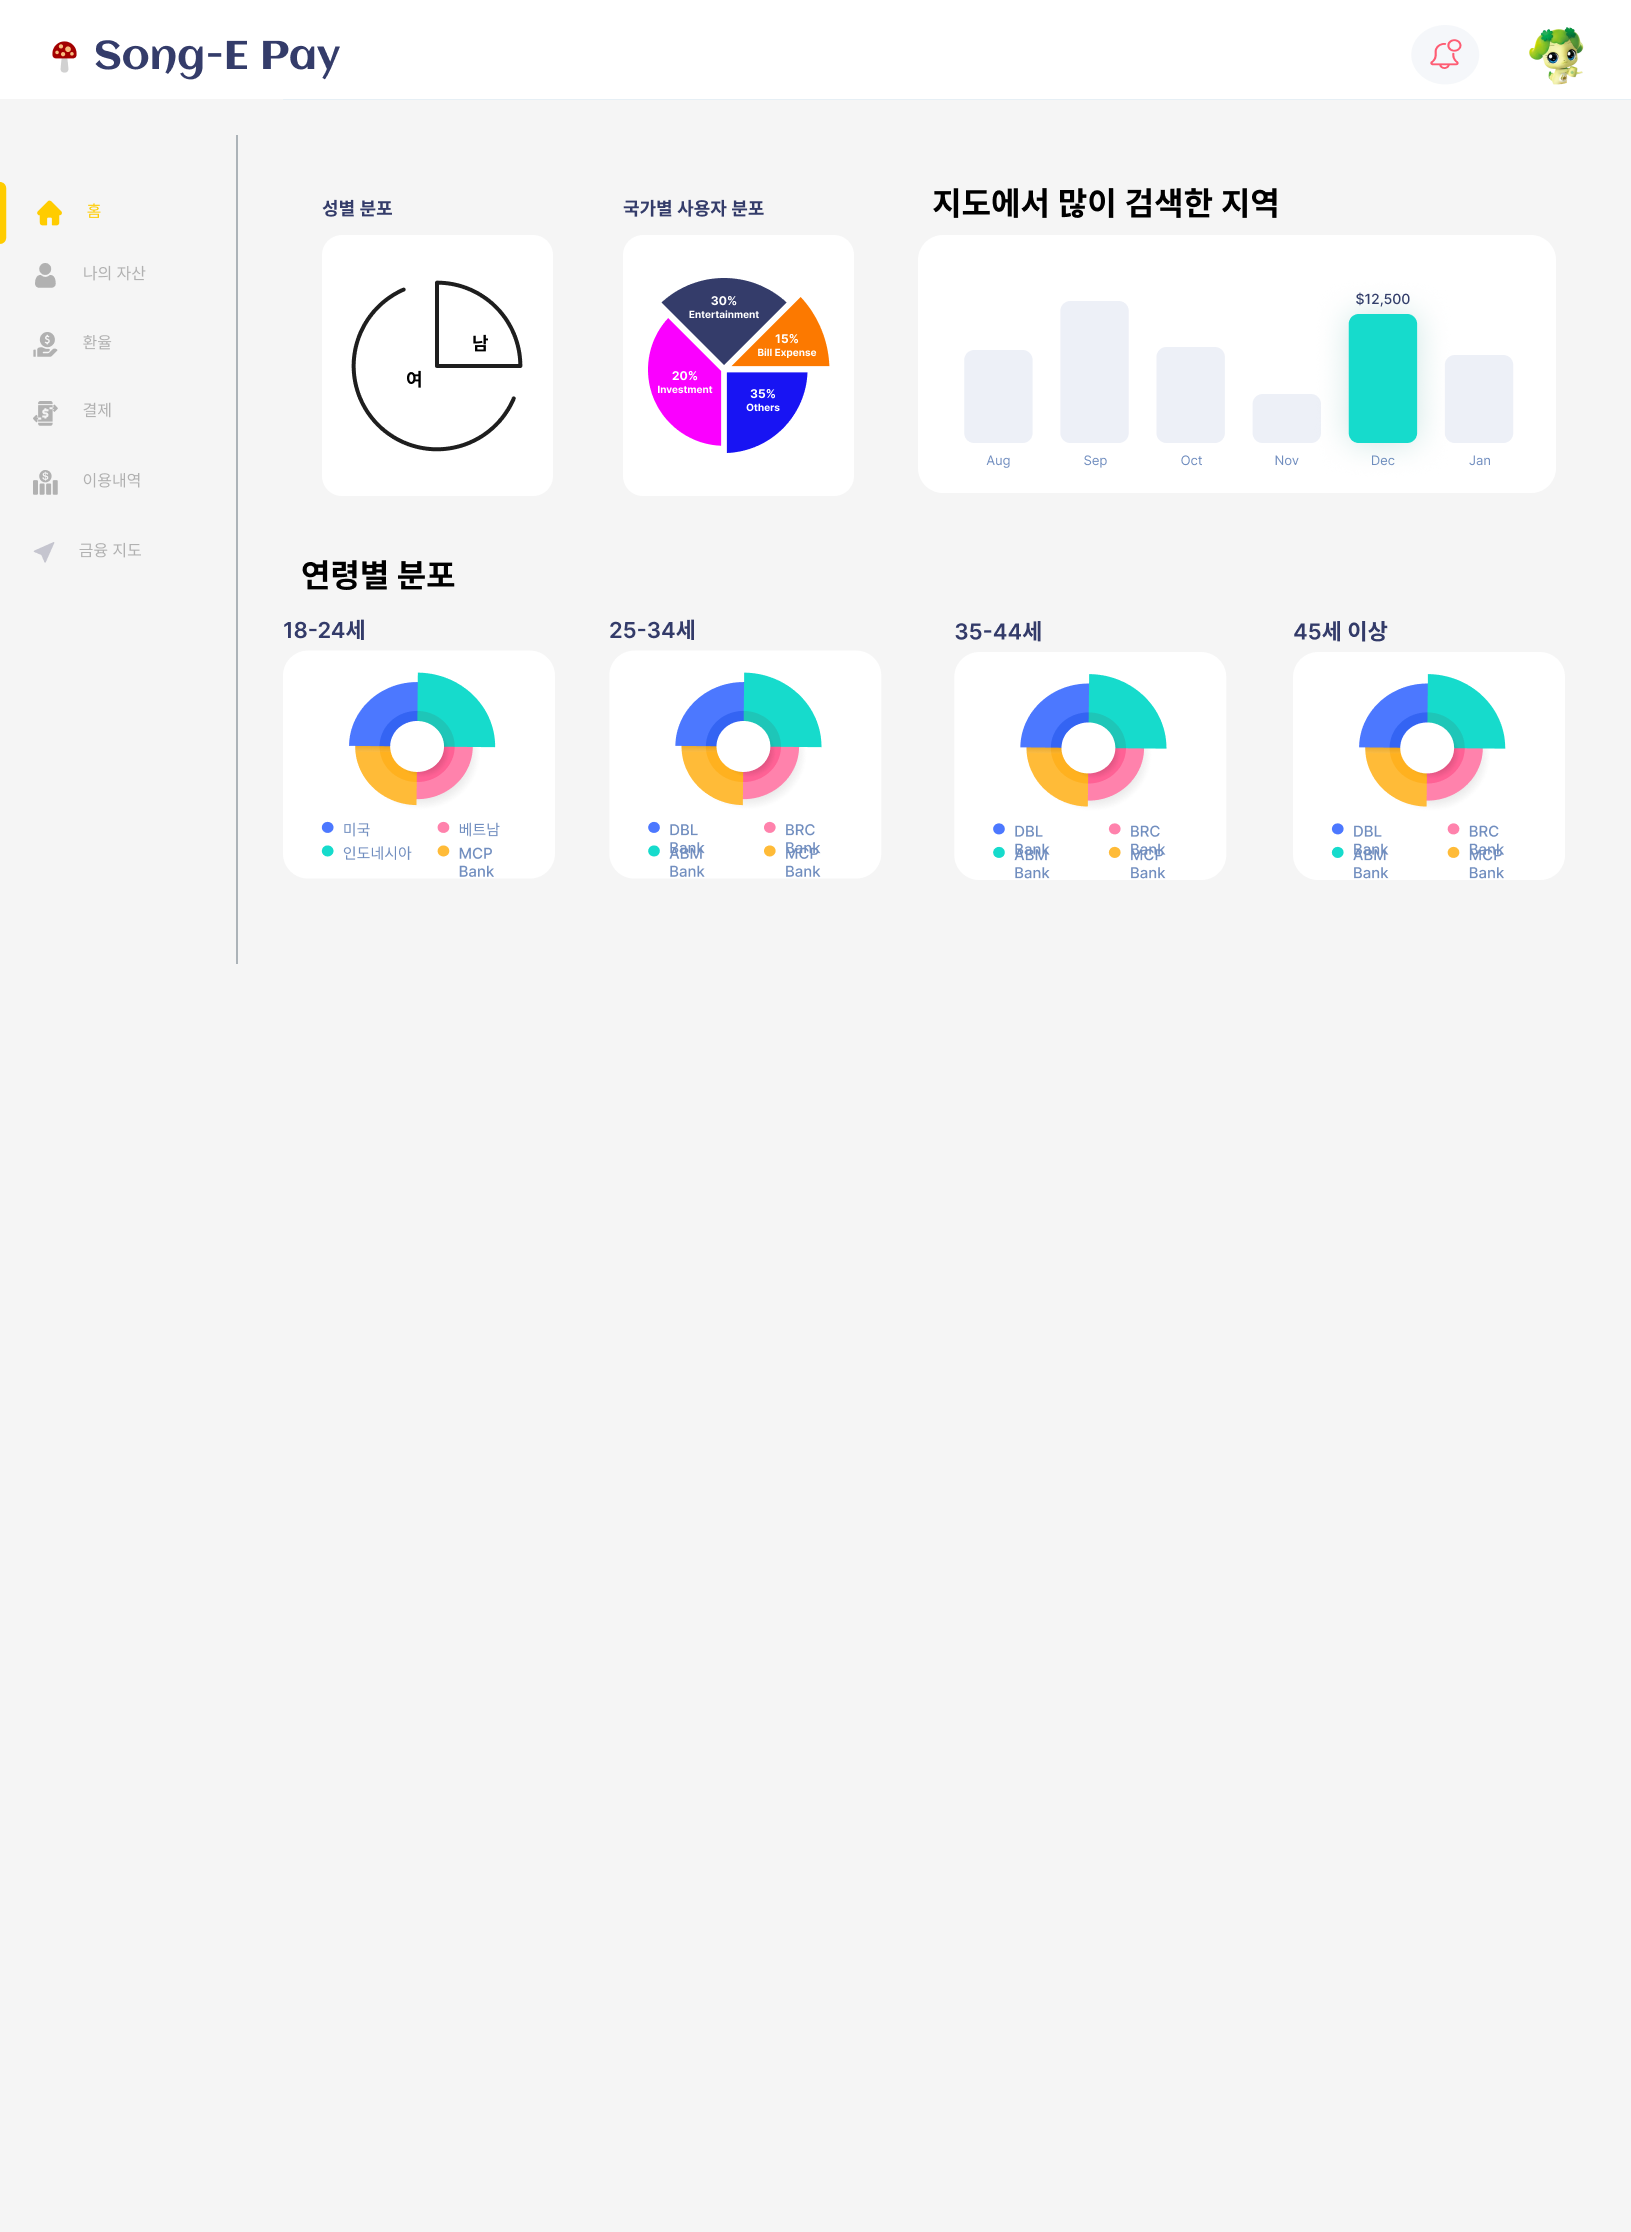 Song-E Pay
홈
나의 자산
환율
결제
이용내역
금융 지도
성별 분포
남
여
국가별 사용자 분포
30%
Entertainment
15%
Bill Expense
20%
Investment
35%
Others
지도에서 많이 검색한 지역
$12,500
Aug Sep Oct Nov Dec Jan
연령별 분포
18-24세
미국 베트남
인도네시아 MCP
Bank
25-34세
DBL BRC
Bank Bank
ABM MCP
Bank Bank
35-44세
DBL BRC
Bank Bank
ABM MCP
Bank Bank
45세 이상
DBL BRC
Bank Bank
ABM MCP
Bank Bank